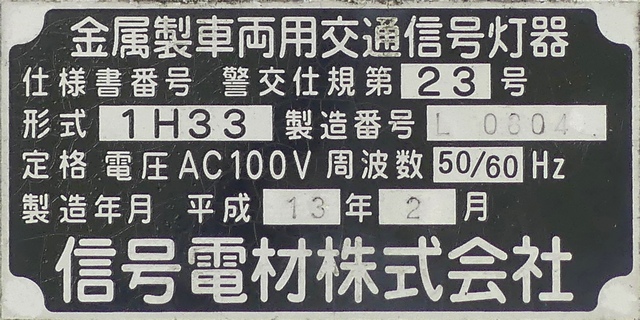 金属製車両用交通信号灯器
仕様書番号 警交仕規第 23 号
形式 1H33 製造番号 L 0804
定格 電圧 AC100V 周波数 50/60 Hz
製造年月 平成 13 年 2 月
信号電材株式会社